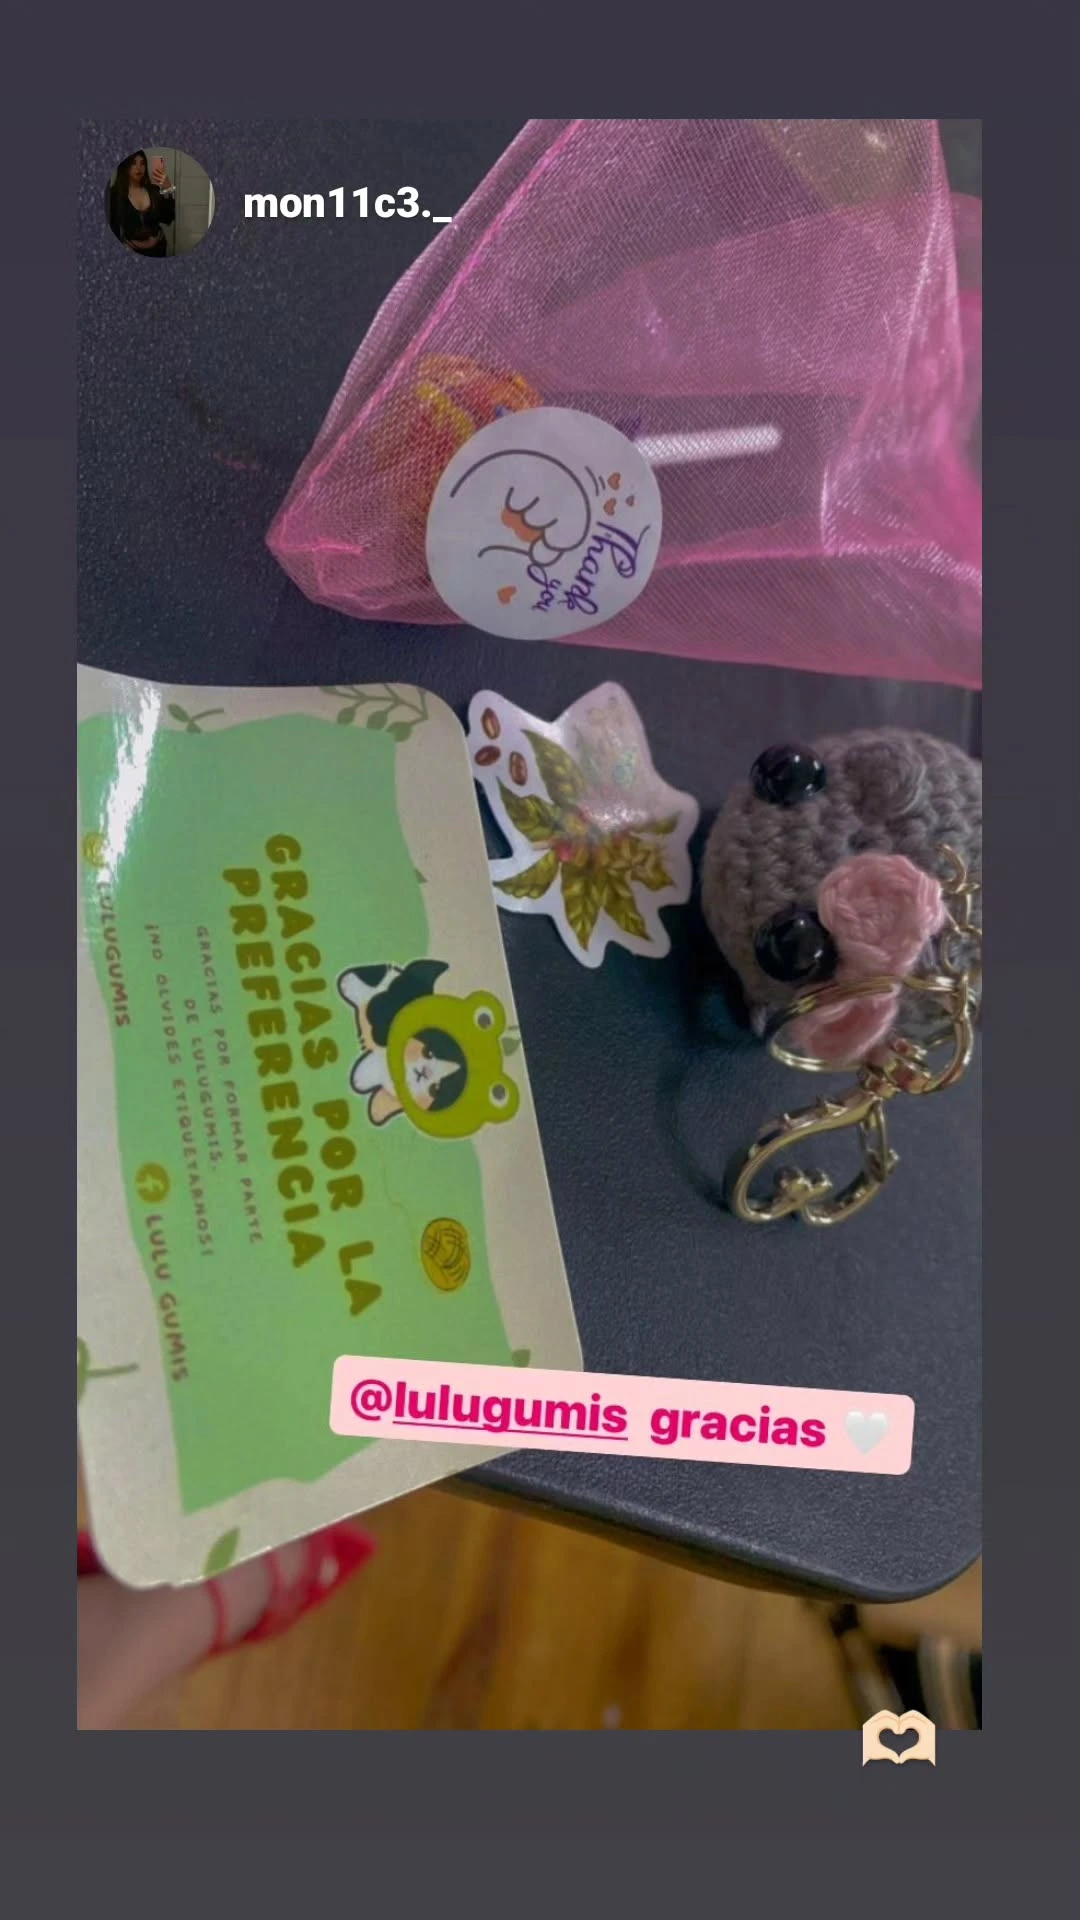 mon11c3._
Thank
you
GRACIAS POR LA
PREFERENCIA
GRACIAS POR FORMAR PARTE
DE LULUGUMIS.
¡NO OLVIDES ETIQUETARNOS!
LULUGUMIS
LULU GUMIS
@lulugumis gracias 🤍